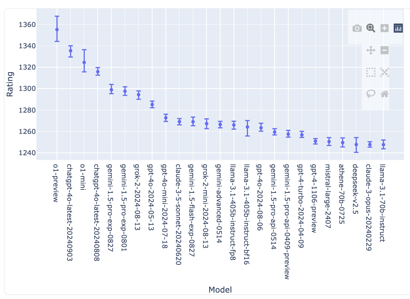 1360
1340
1320
1300
1280
1260
1240
Rating
o1-preview
chatgpt-4o-latest-20240903
o1-mini
chatgpt-4o-latest-20240808
gemini-1.5-pro-exp-0827
gemini-1.5-pro-exp-0801
grok-2-2024-08-13
gpt-4o-2024-05-13
gpt-4o-mini-2024-07-18
claude-3-5-sonnet-20240620
gemini-1.5-flash-exp-0827
grok-2-mini-2024-08-13
gemini-advanced-0514
llama-3.1-405b-instruct-fp8
llama-3.1-405b-instruct-bf16
gpt-4o-2024-08-06
gemini-1.5-pro-api-0514
gemini-1.5-pro-api-0409-preview
gpt-4-turbo-2024-04-09
gpt-4-1106-preview
mistral-large-2407
athene-70b-0725
deepseek-v2.5
claude-3-opus-20240229
llama-3.1-70b-instruct
Model